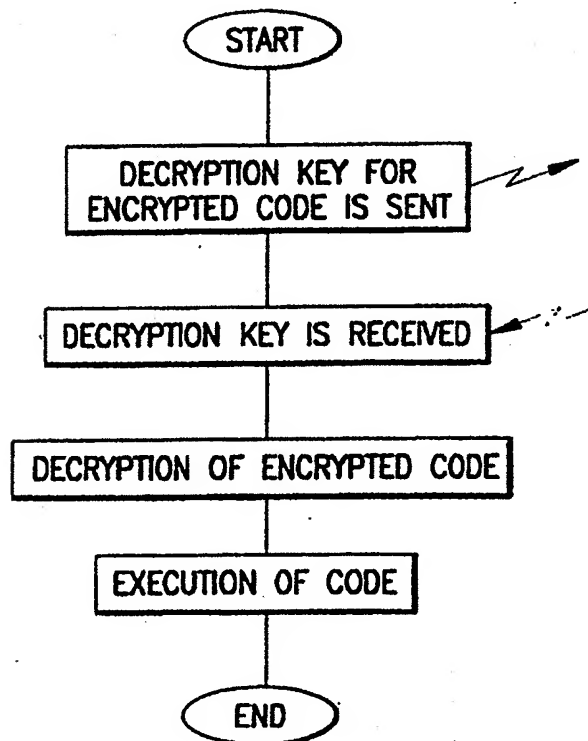 START
DECRYPTION KEY FOR
ENCRYPTED CODE IS SENT
DECRYPTION KEY IS RECEIVED
DECRYPTION OF ENCRYPTED CODE
EXECUTION OF CODE
END